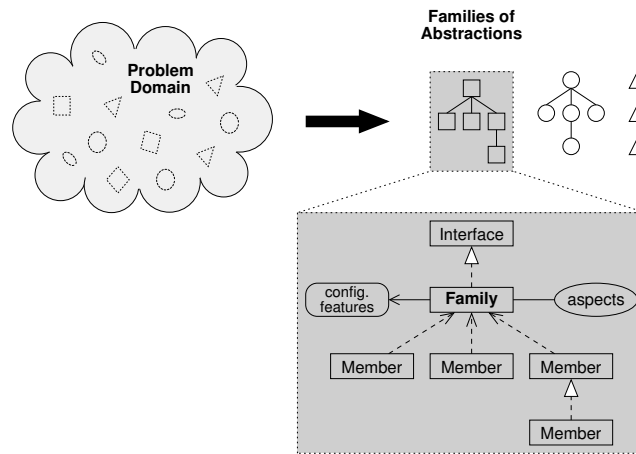 Families of
Abstractions
Problem
Domain
Interface
config.
features
Family
aspects
Member
Member
Member
Member